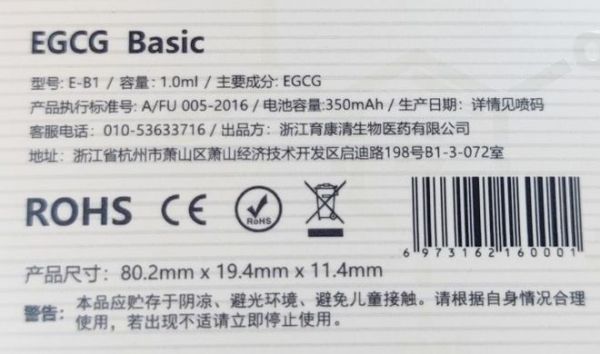 EGCG Basic
型号: E-B1 / 容量: 1.0ml / 主要成分: EGCG
产品执行标准号: A/FU 005-2016 / 电池容量:350mAh / 生产日期: 详情见喷码
客服电话: 010-53633716 / 出品方: 浙江育康清生物医药有限公司
地址: 浙江省杭州市萧山区萧山经济技术开发区启迪路198号B1-3-072室
ROHS CE RoHS
6 973162 160001
产品尺寸: 80.2mm x 19.4mm x 11.4mm
警告: 本品应贮存于阴凉、避光环境、避免儿童接触。请根据自身情况合理
使用，若出现不适请立即停止使用。